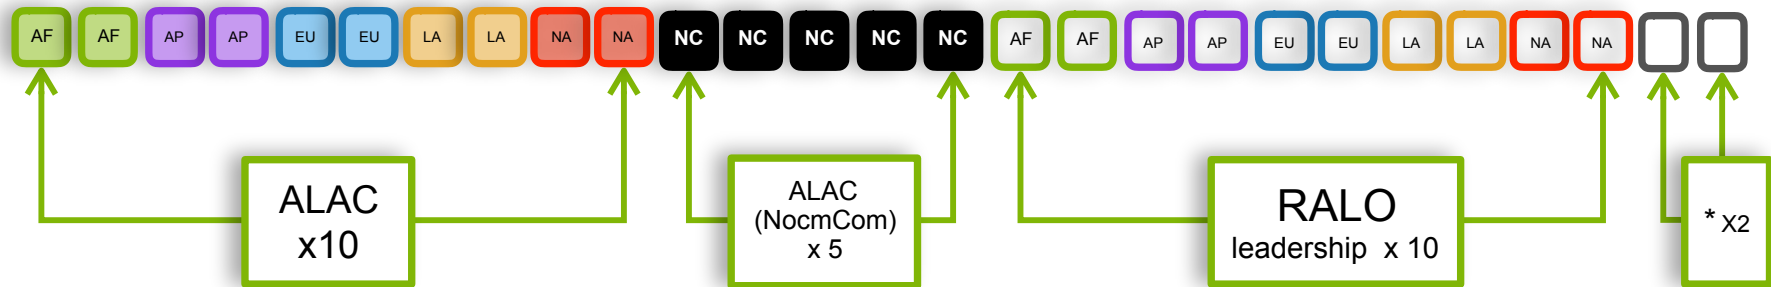 AF AF AP AP EU EU LA LA NA NA NC NC NC NC NC AF AF AP AP EU EU LA LA NA NA
ALAC
x10
ALAC
(NocmCom)
x 5
RALO
leadership x 10
* X2